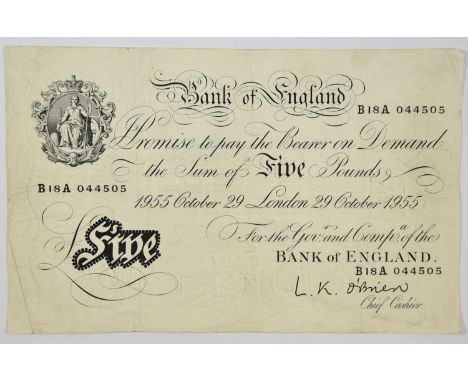 Bank of England
B18A 044505
I Promise to pay the Bearer on Demand
the Sum of Five Pounds
B18A 044505
1955 October 29 London 29 October 1955
£Five
For the Govr. and Compa. of the
BANK OF ENGLAND.
B18A 044505
L. K. O'Brien
Chief Cashier.